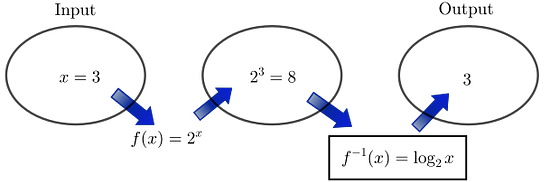 Input
Output
x = 3
2³ = 8
3
f(x) = 2ˣ
f⁻¹(x) = log₂ x